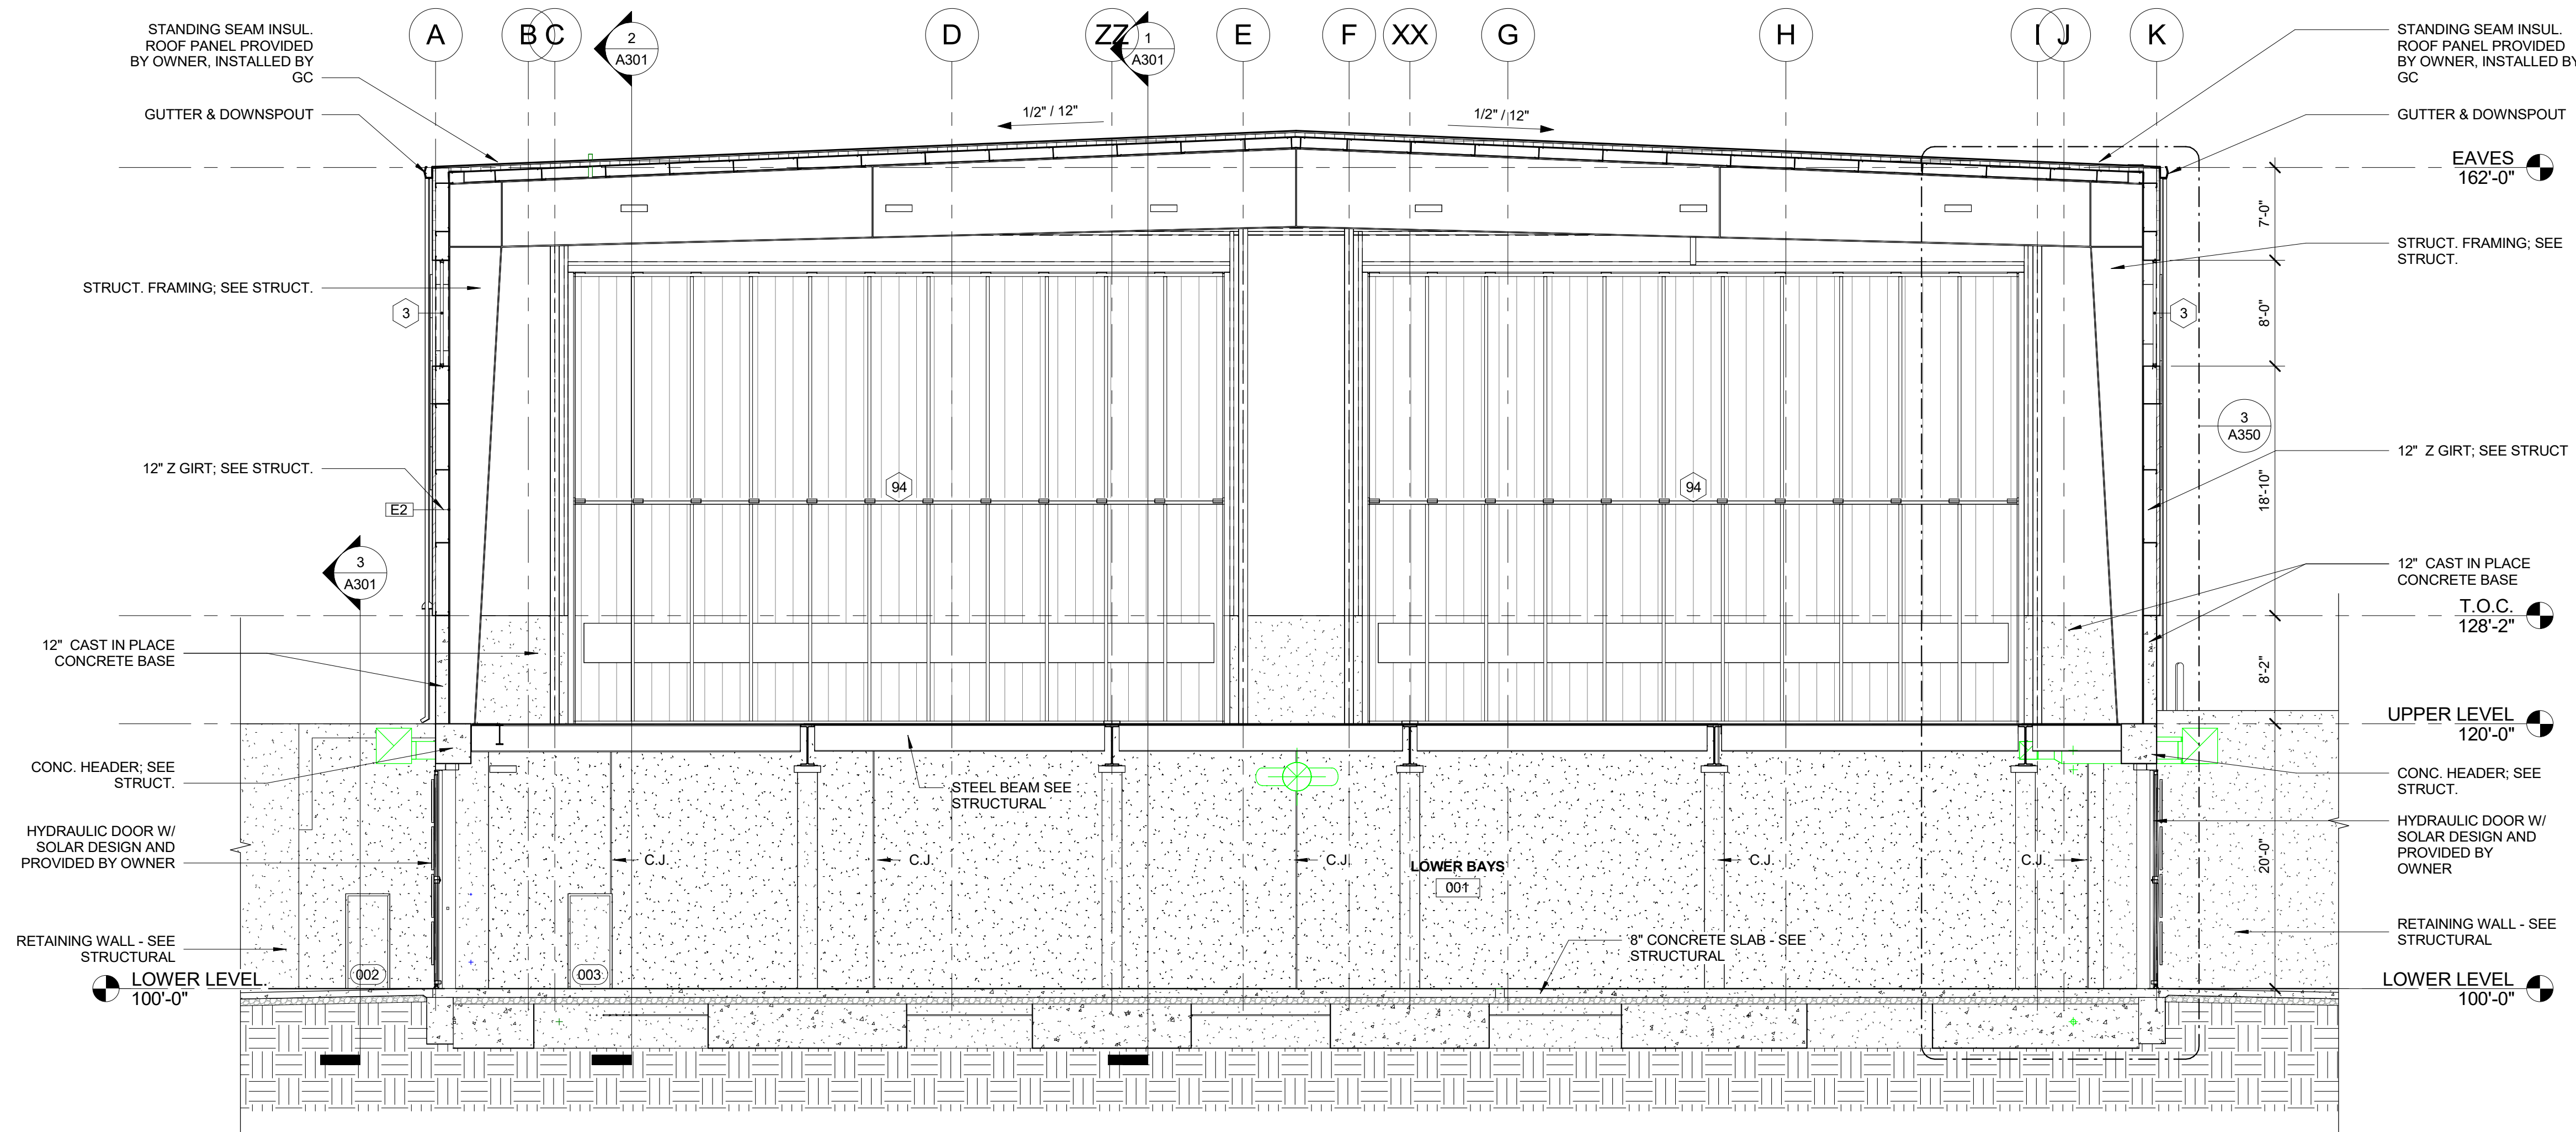 A
B
C
D
ZZ
E
F
XX
G
H
I
J
K
2
A301
1
A301
STANDING SEAM INSUL.
ROOF PANEL PROVIDED
BY OWNER, INSTALLED BY
GC
GUTTER & DOWNSPOUT
STRUCT. FRAMING; SEE STRUCT.
3
12" Z GIRT; SEE STRUCT.
E2
3
A301
12" CAST IN PLACE
CONCRETE BASE
CONC. HEADER; SEE
STRUCT.
HYDRAULIC DOOR W/
SOLAR DESIGN AND
PROVIDED BY OWNER
RETAINING WALL - SEE
STRUCTURAL
LOWER LEVEL.
100'-0"
1/2" / 12"
1/2" / 12"
94
94
STEEL BEAM SEE
STRUCTURAL
C.J.
C.J.
C.J.
C.J.
C.J.
LOWER BAYS
001
8" CONCRETE SLAB - SEE
STRUCTURAL
002
003
STANDING SEAM INSUL.
ROOF PANEL PROVIDED
BY OWNER, INSTALLED BY
GC
GUTTER & DOWNSPOUT
EAVES
162'-0"
7'-0"
STRUCT. FRAMING; SEE
STRUCT.
3
8'-0"
3
A350
12" Z GIRT; SEE STRUCT
18'-10"
12" CAST IN PLACE
CONCRETE BASE
T.O.C.
128'-2"
8'-2"
UPPER LEVEL
120'-0"
CONC. HEADER; SEE
STRUCT.
HYDRAULIC DOOR W/
SOLAR DESIGN AND
PROVIDED BY
OWNER
20'-0"
RETAINING WALL - SEE
STRUCTURAL
LOWER LEVEL
100'-0"